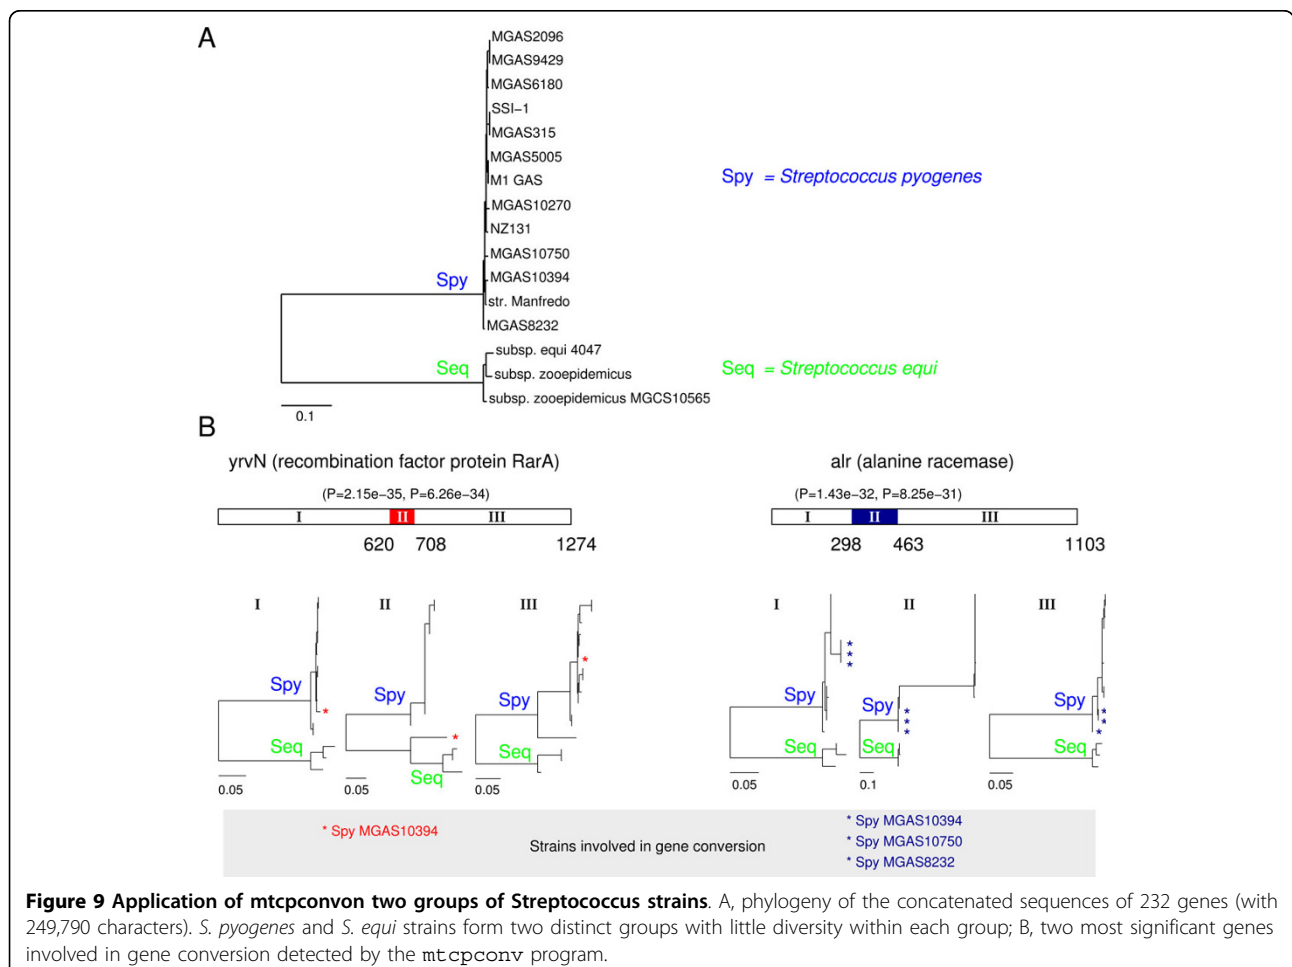 A
MGAS2096
MGAS9429
MGAS6180
SSI−1
MGAS315
MGAS5005
M1 GAS
MGAS10270
NZ131
MGAS10750
MGAS10394
str. Manfredo
MGAS8232
subsp. equi 4047
subsp. zooepidemicus
subsp. zooepidemicus MGCS10565
Spy
Seq
0.1
Spy = Streptococcus pyogenes
Seq = Streptococcus equi
B
yrvN (recombination factor protein RarA)
(P=2.15e−35, P=6.26e−34)
I II III
620 708 1274
I II III
Spy Spy Spy
* * *
Seq Seq Seq
0.05 0.05 0.05
alr (alanine racemase)
(P=1.43e−32, P=8.25e−31)
I II III
298 463 1103
I II III
*
*
*
Spy Spy Spy
* *
* *
* *
Seq Seq Seq
0.05 0.1 0.05
* Spy MGAS10394
Strains involved in gene conversion
* Spy MGAS10394
* Spy MGAS10750
* Spy MGAS8232
Figure 9 Application of mtcpconvon two groups of Streptococcus strains. A, phylogeny of the concatenated sequences of 232 genes (with
249,790 characters). S. pyogenes and S. equi strains form two distinct groups with little diversity within each group; B, two most significant genes
involved in gene conversion detected by the mtcpconv program.